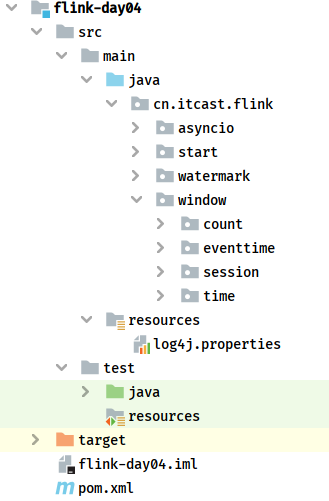 flink-day04
src
main
java
cn.itcast.flink
asyncio
start
watermark
window
count
eventtime
session
time
resources
log4j.properties
test
java
resources
target
flink-day04.iml
pom.xml